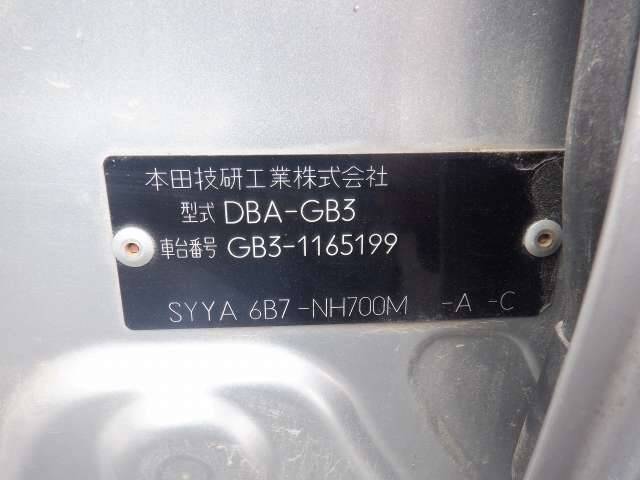 本田技研工業株式会社
型式 DBA-GB3
車台番号 GB3-1165199
SYYA 6B7-NH700M -A -C